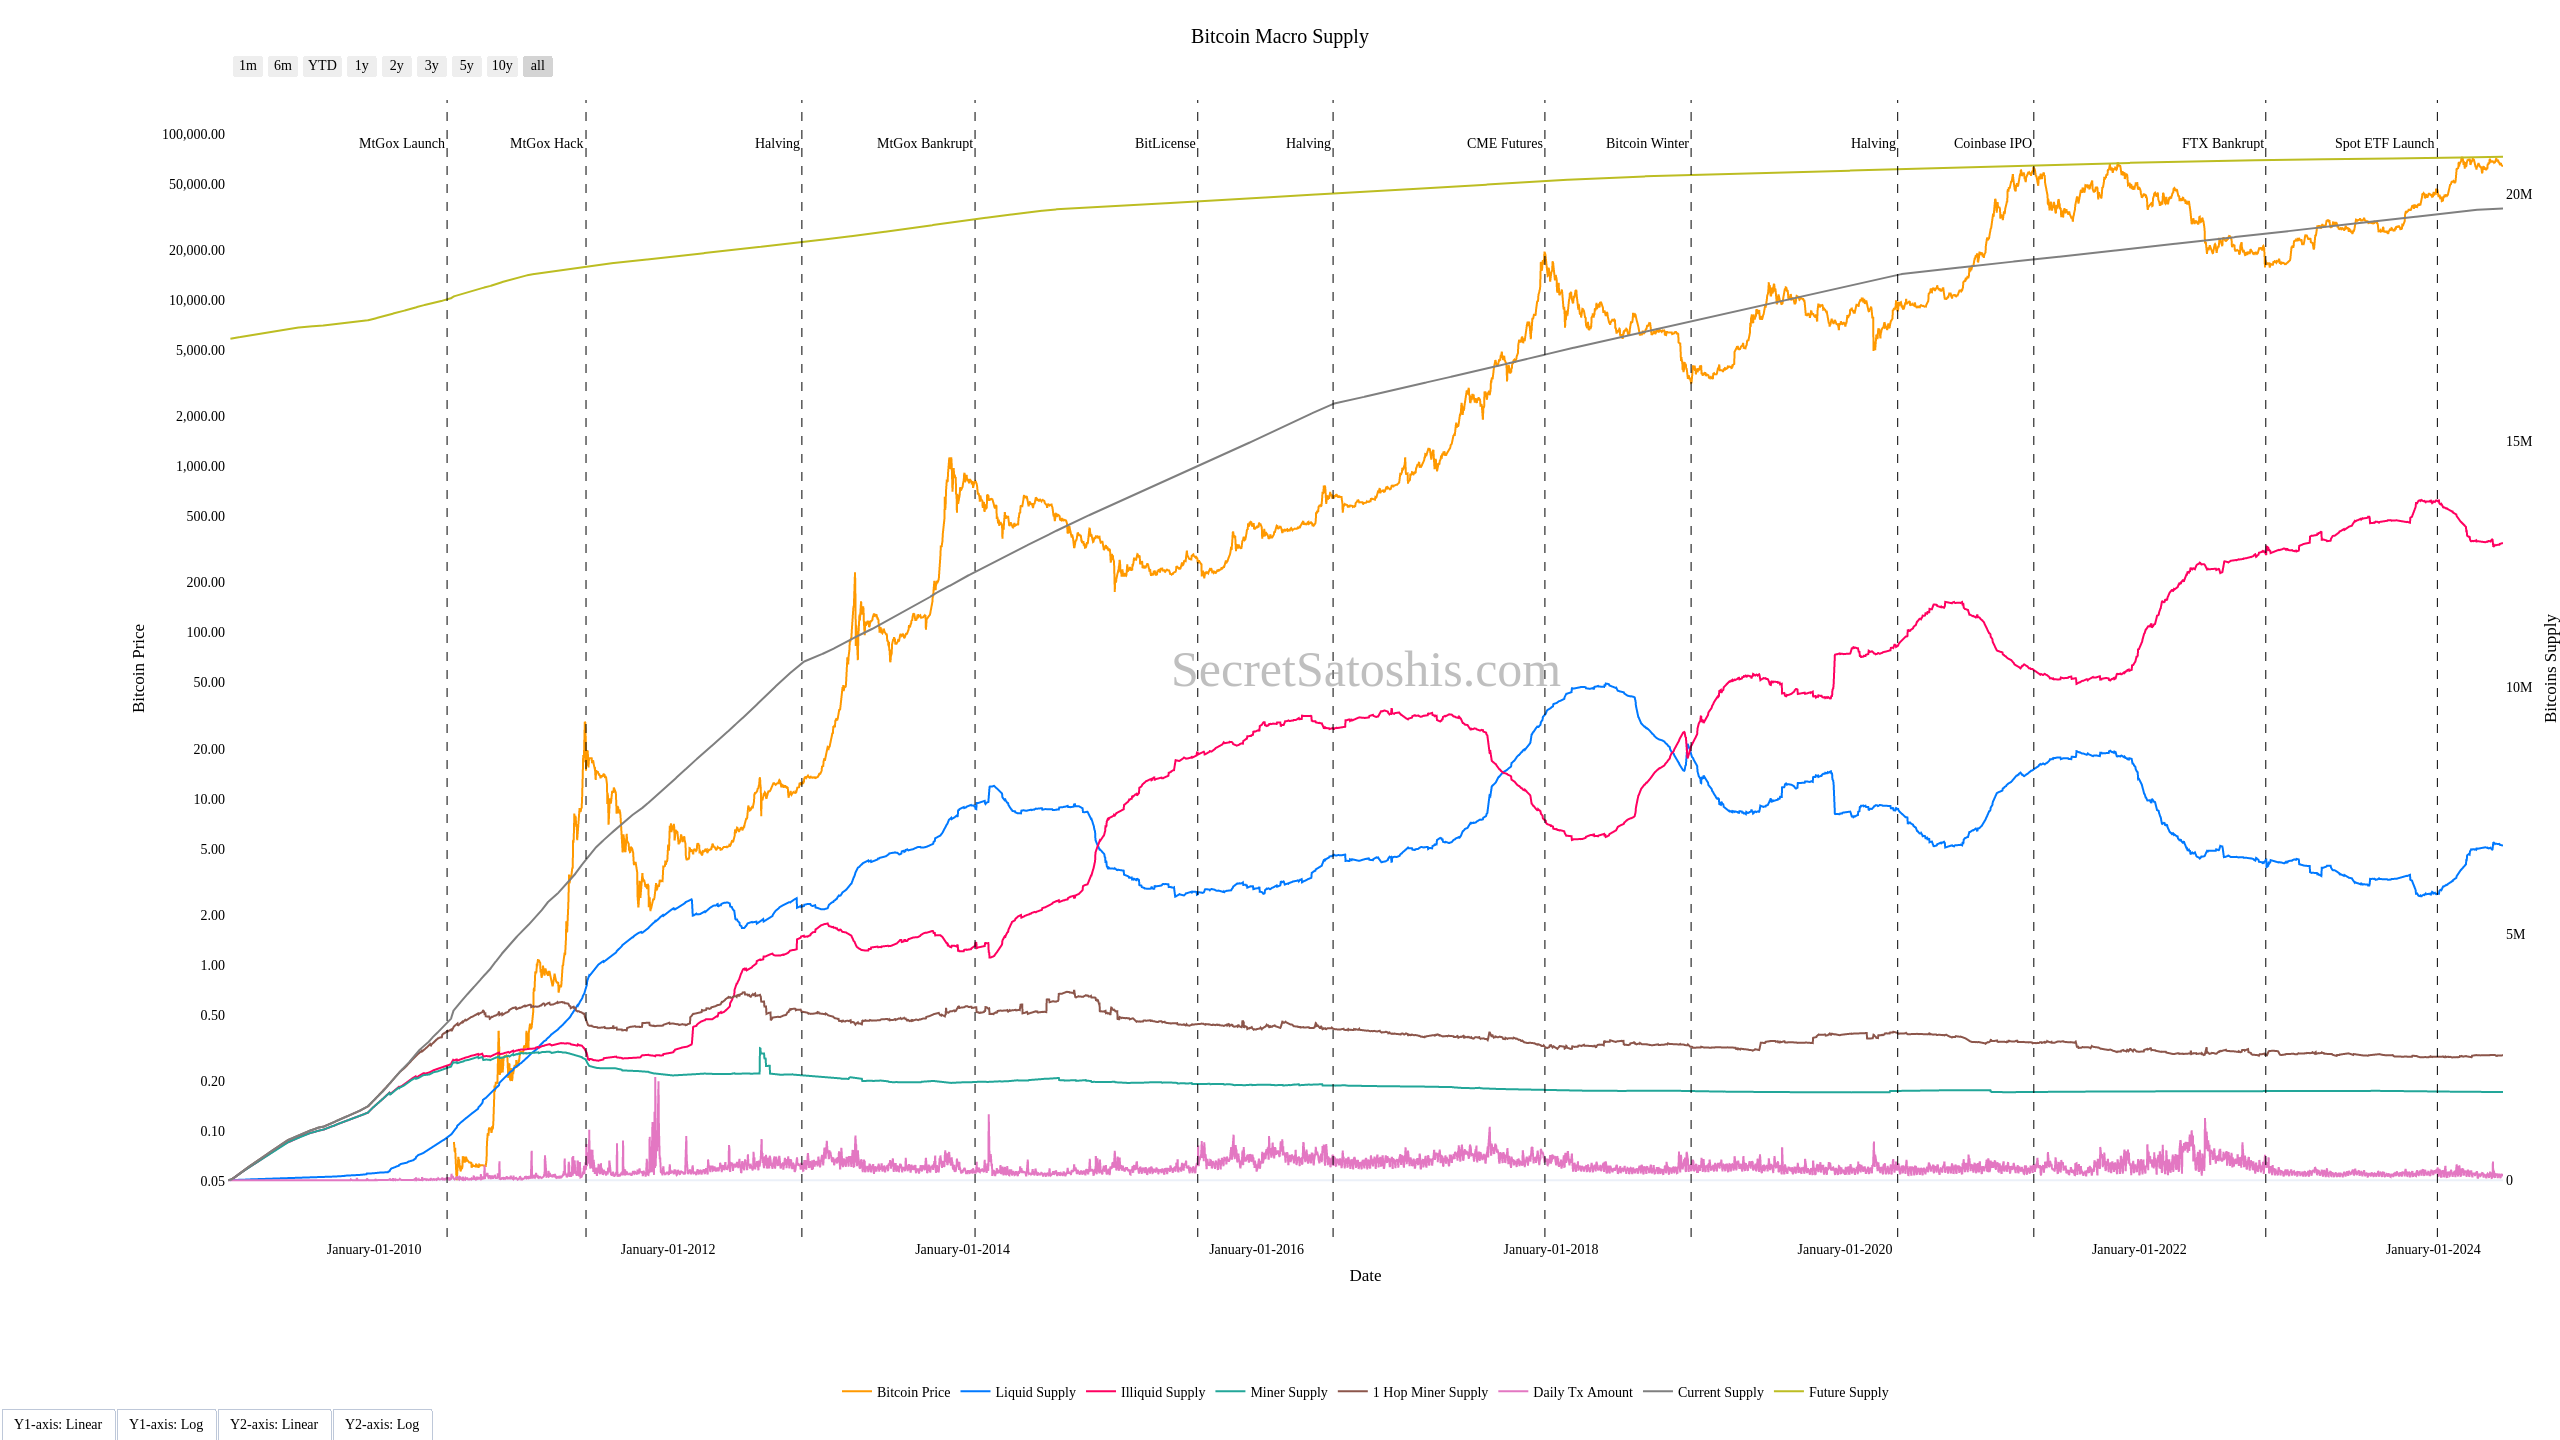 Bitcoin Macro Supply
1m 6m YTD 1y 2y 3y 5y 10y all
MtGox Launch MtGox Hack Halving MtGox Bankrupt BitLicense Halving CME Futures Bitcoin Winter Halving Coinbase IPO FTX Bankrupt Spot ETF Launch
100,000.00
50,000.00
20,000.00
10,000.00
5,000.00
2,000.00
1,000.00
500.00
200.00
100.00
50.00
20.00
10.00
5.00
2.00
1.00
0.50
0.20
0.10
0.05
Bitcoin Price
SecretSatoshis.com
20M
15M
10M
5M
0
Bitcoins Supply
January-01-2010 January-01-2012 January-01-2014 January-01-2016 January-01-2018 January-01-2020 January-01-2022 January-01-2024
Date
Bitcoin Price Liquid Supply Illiquid Supply Miner Supply 1 Hop Miner Supply Daily Tx Amount Current Supply Future Supply
Y1-axis: Linear Y1-axis: Log Y2-axis: Linear Y2-axis: Log